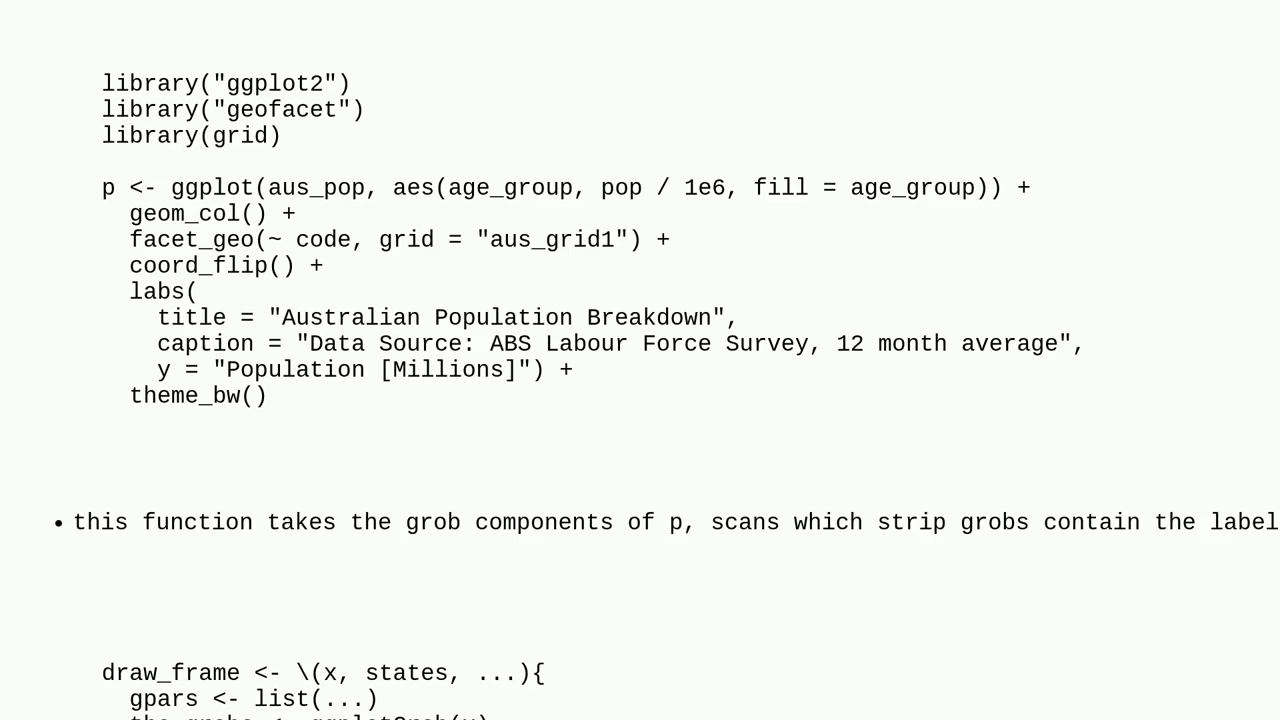 library("ggplot2")
library("geofacet")
library(grid)
p <- ggplot(aus_pop, aes(age_group, pop / 1e6, fill = age_group)) +
  geom_col() +
  facet_geo(~ code, grid = "aus_grid1") +
  coord_flip() +
  labs(
    title = "Australian Population Breakdown",
    caption = "Data Source: ABS Labour Force Survey, 12 month average",
    y = "Population [Millions]") +
  theme_bw()
• this function takes the grob components of p, scans which strip grobs contain the label
draw_frame <- \(x, states, ...){
  gpars <- list(...)